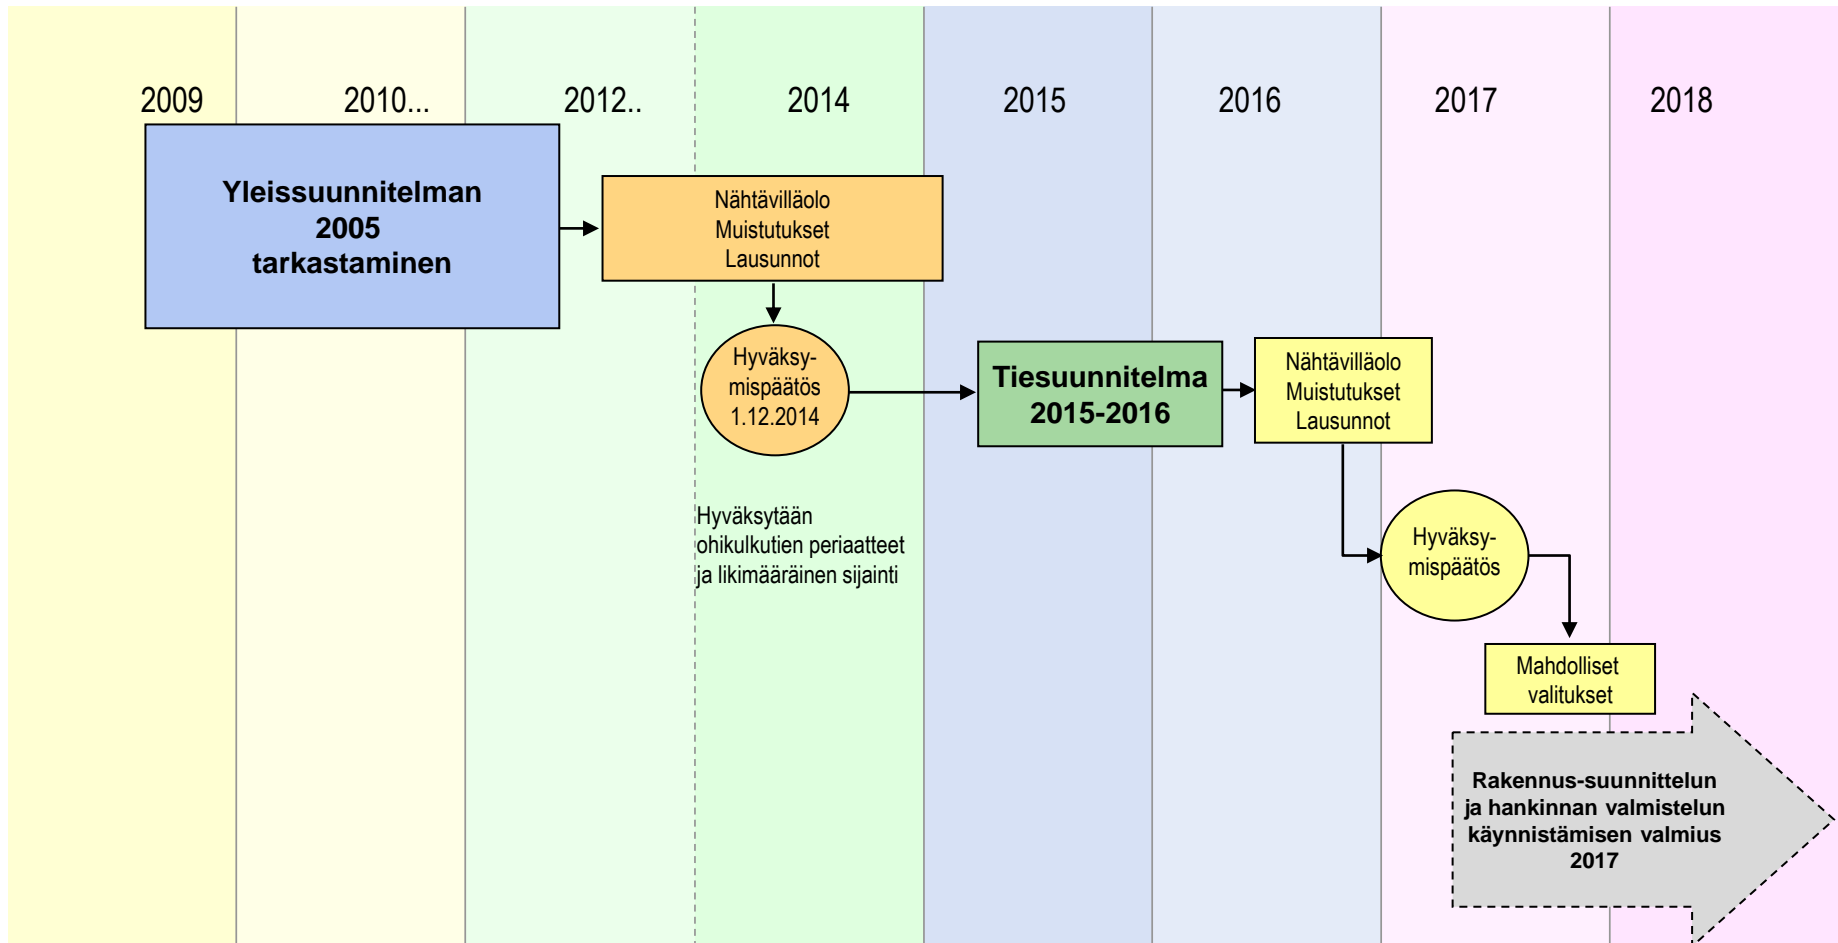 2009
2010...
2012..
2014
2015
2016
2017
2018
Yleissuunnitelman
2005
tarkastaminen
Nähtävilläolo
Muistutukset
Lausunnot
Hyväksy-
mispäätös
1.12.2014
Hyväksytään
ohikulkutien periaatteet
ja likimääräinen sijainti
Tiesuunnitelma
2015-2016
Nähtävilläolo
Muistutukset
Lausunnot
Hyväksy-
mispäätös
Mahdolliset
valitukset
Rakennus-suunnittelun
ja hankinnan valmistelun
käynnistämisen valmius
2017